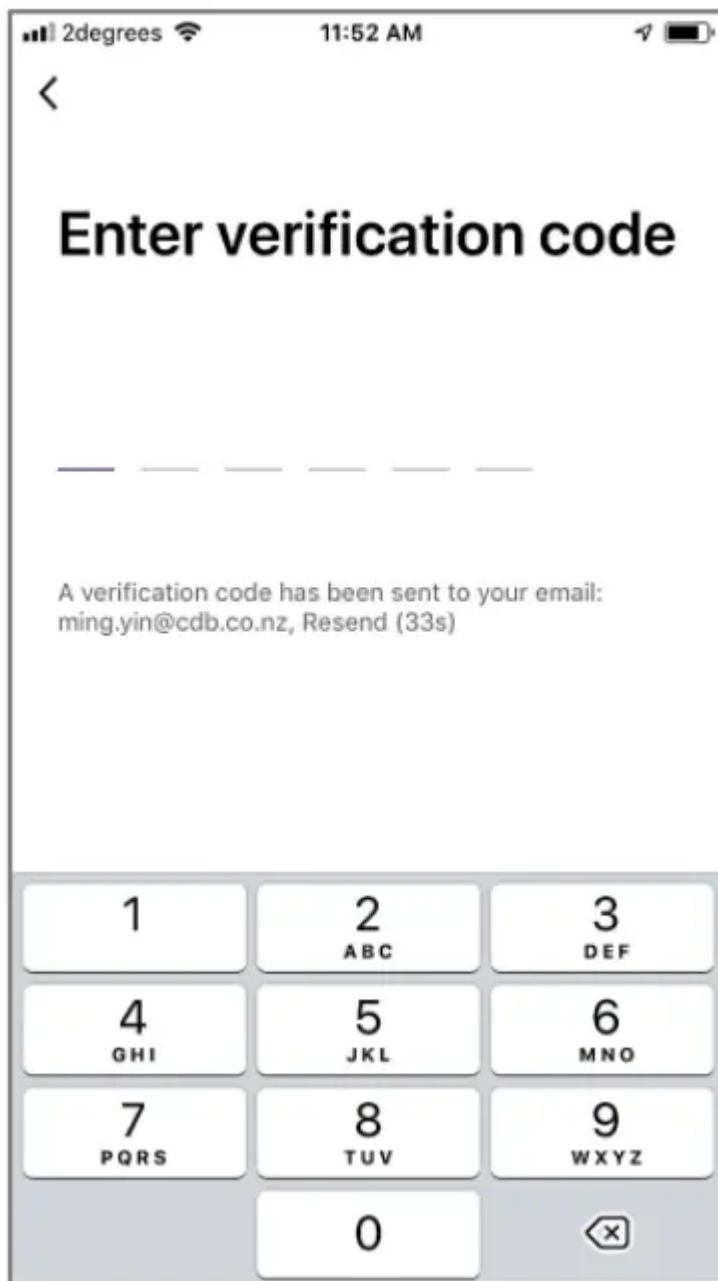 2degrees 11:52 AM
Enter verification code
A verification code has been sent to your email:
ming.yin@cdb.co.nz, Resend (33s)
1 2 3
ABC DEF
4 5 6
GHI JKL MNO
7 8 9
PQRS TUV WXYZ
0